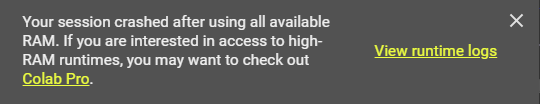 Your session crashed after using all available
RAM. If you are interested in access to high-
RAM runtimes, you may want to check out
Colab Pro.
View runtime logs